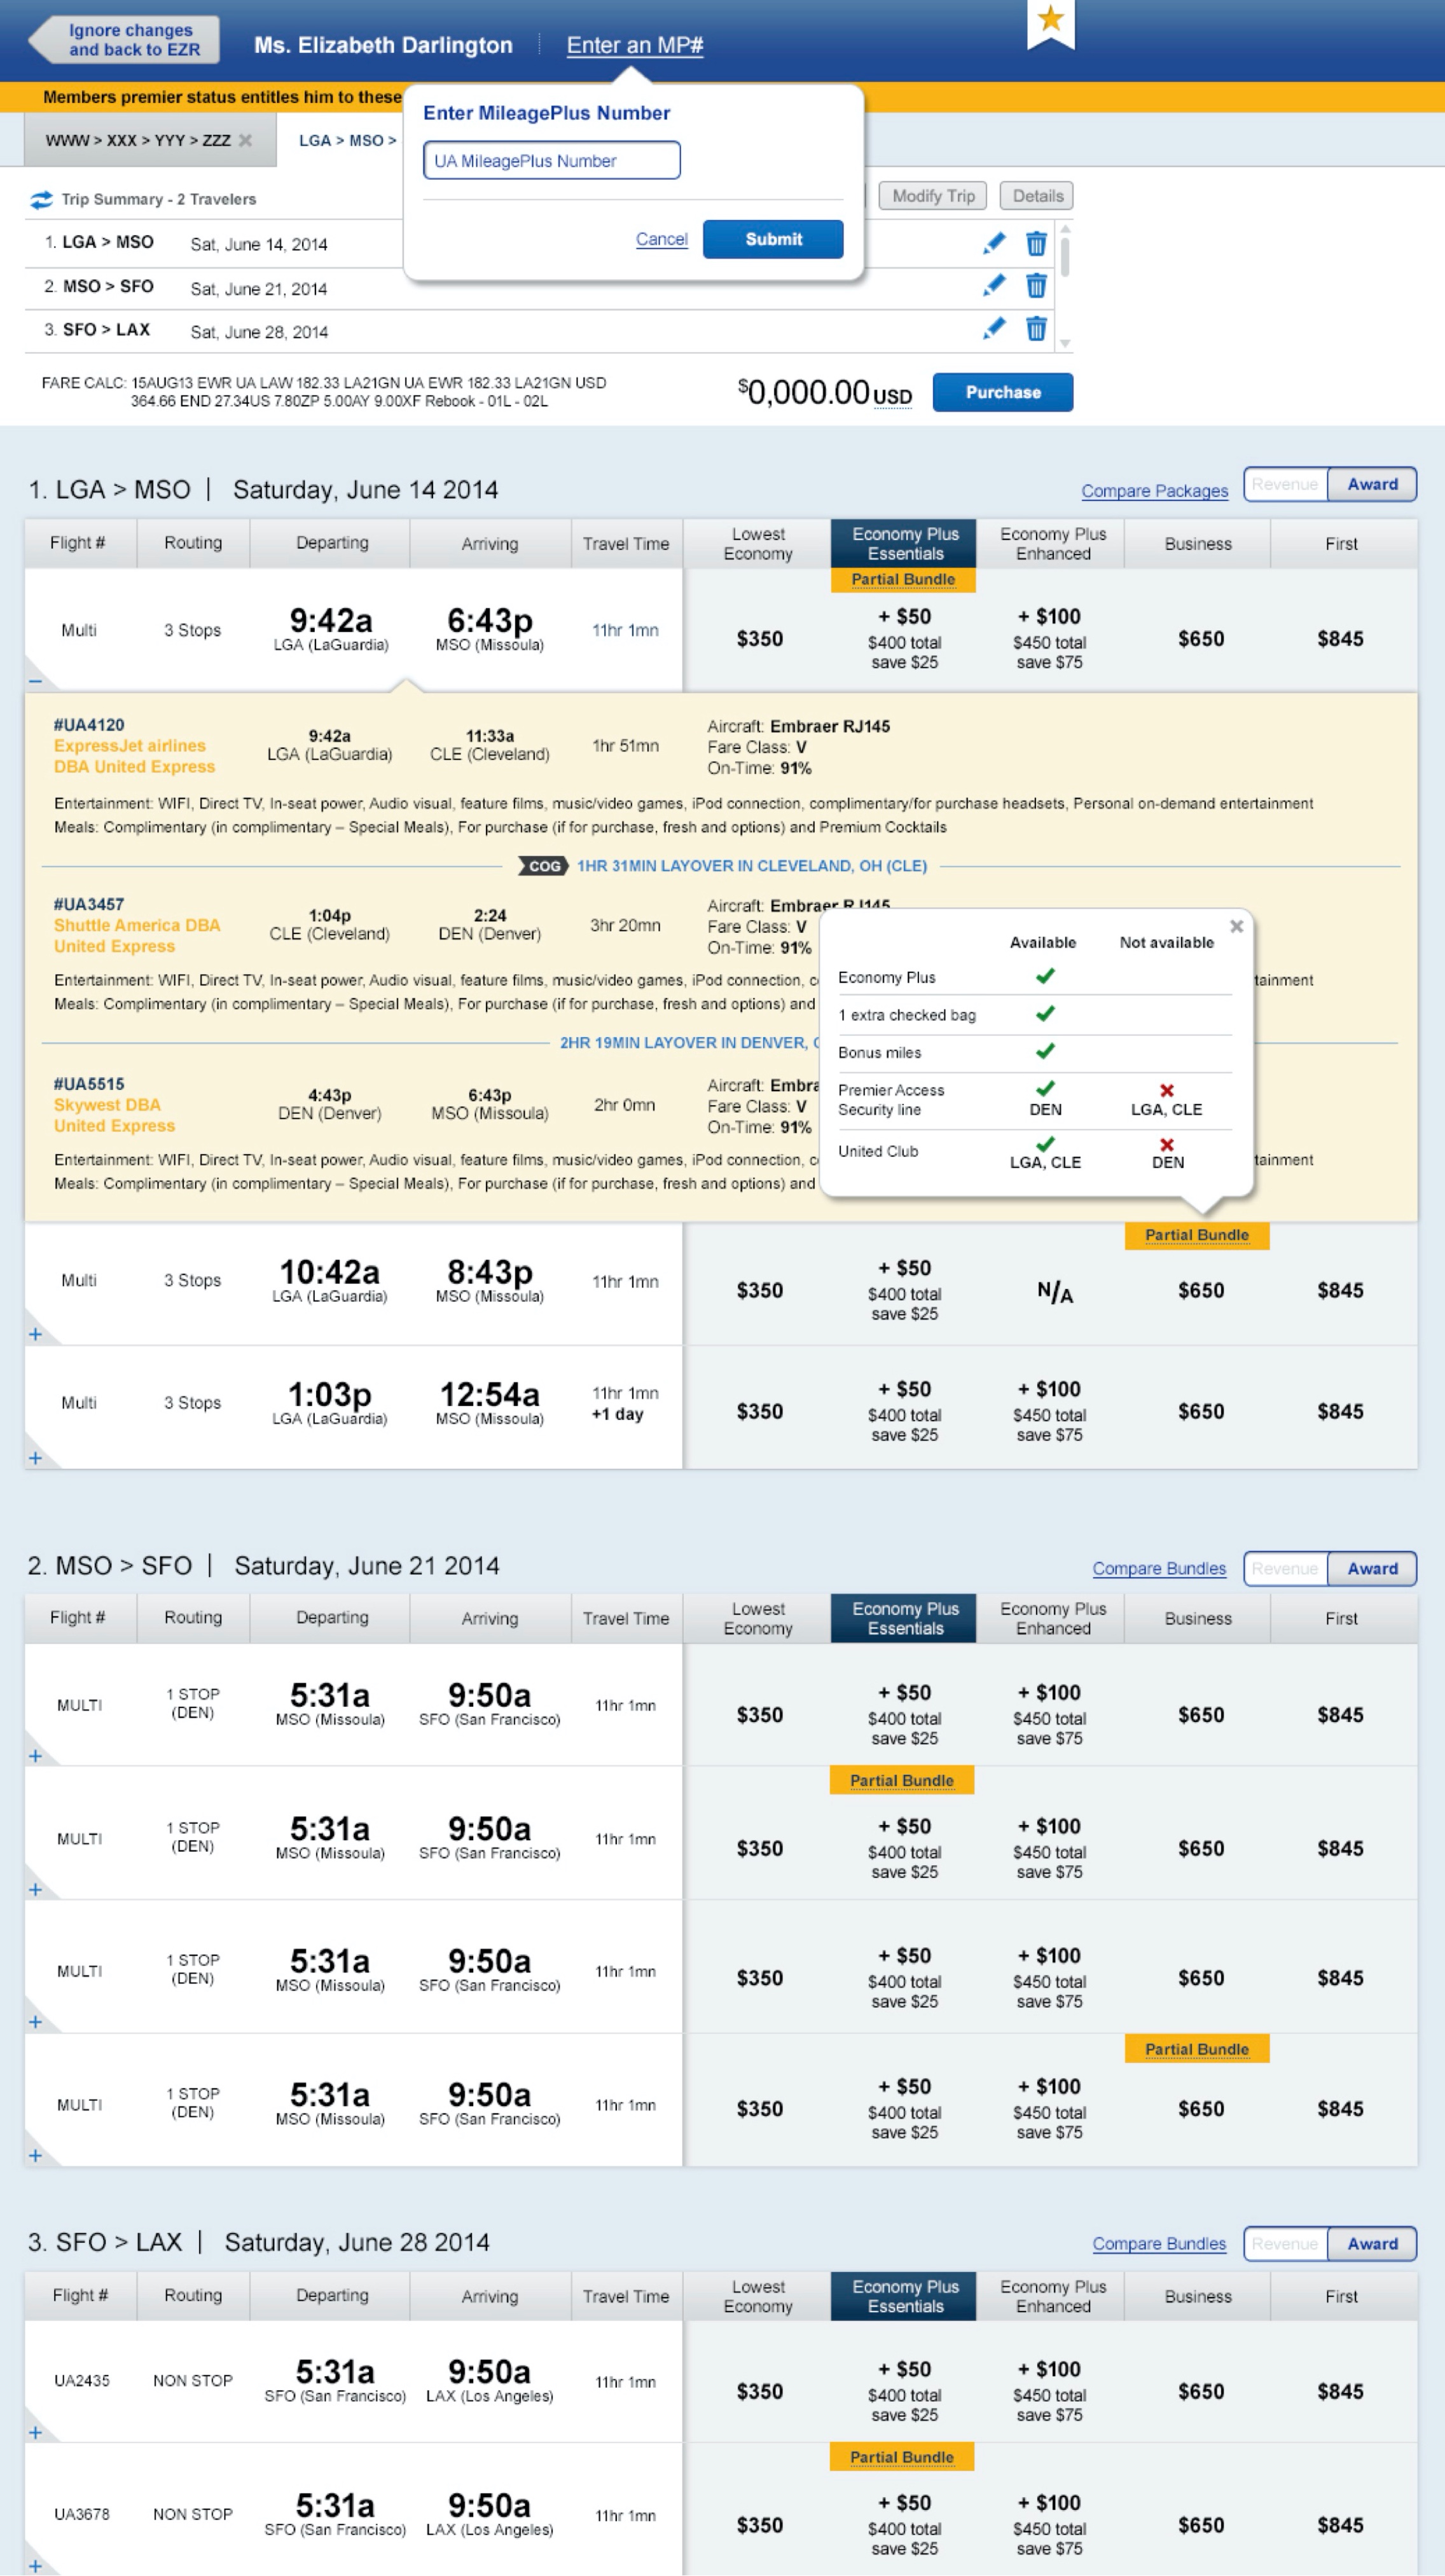 Ignore changes
and back to EZR
Ms. Elizabeth Darlington
Enter an MP#
Members premier status entitles him to these
Enter MileagePlus Number
UA MileagePlus Number
Cancel
Submit
WWW > XXX > YYY > ZZZ
LGA > MSO >
Trip Summary - 2 Travelers
Modify Trip
Details
1. LGA > MSO Sat, June 14, 2014
2. MSO > SFO Sat, June 21, 2014
3. SFO > LAX Sat, June 28, 2014
FARE CALC: 15AUG13 EWR UA LAW 182.33 LA21GN UA EWR 182.33 LA21GN USD
364.66 END 27.34US 7.80ZP 5.00AY 9.00XF Rebook - 01L - 02L
$0,000.00 USD
Purchase
1. LGA > MSO | Saturday, June 14 2014
Compare Packages
Revenue
Award
Flight # Routing Departing Arriving Travel Time Lowest Economy Economy Plus Essentials Economy Plus Enhanced Business First
Partial Bundle
Multi 3 Stops 9:42a 6:43p 11hr 1mn $350 + $50 + $100 $650 $845
LGA (LaGuardia) MSO (Missoula) $400 total $450 total
save $25 save $75
#UA4120
ExpressJet airlines
DBA United Express
9:42a 11:33a 1hr 51mn
LGA (LaGuardia) CLE (Cleveland)
Aircraft: Embraer RJ145
Fare Class: V
On-Time: 91%
Entertainment: WIFI, Direct TV, In-seat power, Audio visual, feature films, music/video games, iPod connection, complimentary/for purchase headsets, Personal on-demand entertainment
Meals: Complimentary (in complimentary – Special Meals), For purchase (if for purchase, fresh and options) and Premium Cocktails
COG 1HR 31MIN LAYOVER IN CLEVELAND, OH (CLE)
#UA3457
Shuttle America DBA
United Express
1:04p 2:24 3hr 20mn
CLE (Cleveland) DEN (Denver)
Aircraft: Embraer RJ145
Fare Class: V
On-Time: 91%
Entertainment: WIFI, Direct TV, In-seat power, Audio visual, feature films, music/video games, iPod connection, c
tainment
Meals: Complimentary (in complimentary – Special Meals), For purchase (if for purchase, fresh and options) and
2HR 19MIN LAYOVER IN DENVER,
#UA5515
Skywest DBA
United Express
4:43p 6:43p 2hr 0mn
DEN (Denver) MSO (Missoula)
Aircraft: Embra
Fare Class: V
On-Time: 91%
Entertainment: WIFI, Direct TV, In-seat power, Audio visual, feature films, music/video games, iPod connection, c
tainment
Meals: Complimentary (in complimentary – Special Meals), For purchase (if for purchase, fresh and options) and
Available Not available
Economy Plus
1 extra checked bag
Bonus miles
Premier Access
Security line DEN LGA, CLE
United Club
LGA, CLE DEN
Partial Bundle
Multi 3 Stops 10:42a 8:43p 11hr 1mn $350 + $50 N/A $650 $845
LGA (LaGuardia) MSO (Missoula) $400 total
save $25
Multi 3 Stops 1:03p 12:54a 11hr 1mn $350 + $50 + $100 $650 $845
LGA (LaGuardia) MSO (Missoula) +1 day $400 total $450 total
save $25 save $75
2. MSO > SFO | Saturday, June 21 2014
Compare Bundles
Revenue
Award
Flight # Routing Departing Arriving Travel Time Lowest Economy Economy Plus Essentials Economy Plus Enhanced Business First
MULTI 1 STOP 5:31a 9:50a 11hr 1mn $350 + $50 + $100 $650 $845
(DEN) MSO (Missoula) SFO (San Francisco) $400 total $450 total
save $25 save $75
Partial Bundle
MULTI 1 STOP 5:31a 9:50a 11hr 1mn $350 + $50 + $100 $650 $845
(DEN) MSO (Missoula) SFO (San Francisco) $400 total $450 total
save $25 save $75
MULTI 1 STOP 5:31a 9:50a 11hr 1mn $350 + $50 + $100 $650 $845
(DEN) MSO (Missoula) SFO (San Francisco) $400 total $450 total
save $25 save $75
Partial Bundle
MULTI 1 STOP 5:31a 9:50a 11hr 1mn $350 + $50 + $100 $650 $845
(DEN) MSO (Missoula) SFO (San Francisco) $400 total $450 total
save $25 save $75
3. SFO > LAX | Saturday, June 28 2014
Compare Bundles
Revenue
Award
Flight # Routing Departing Arriving Travel Time Lowest Economy Economy Plus Essentials Economy Plus Enhanced Business First
UA2435 NON STOP 5:31a 9:50a 11hr 1mn $350 + $50 + $100 $650 $845
SFO (San Francisco) LAX (Los Angeles) $400 total $450 total
save $25 save $75
Partial Bundle
UA3678 NON STOP 5:31a 9:50a 11hr 1mn $350 + $50 + $100 $650 $845
SFO (San Francisco) LAX (Los Angeles) $400 total $450 total
save $25 save $75